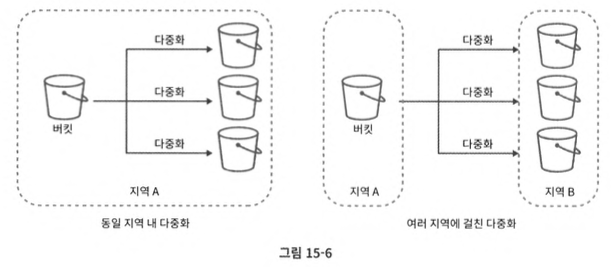 다중화
다중화
다중화
버킷
지역 A
동일 지역 내 다중화
다중화
다중화
다중화
버킷
지역 A
지역 B
여러 지역에 걸친 다중화
그림 15-6